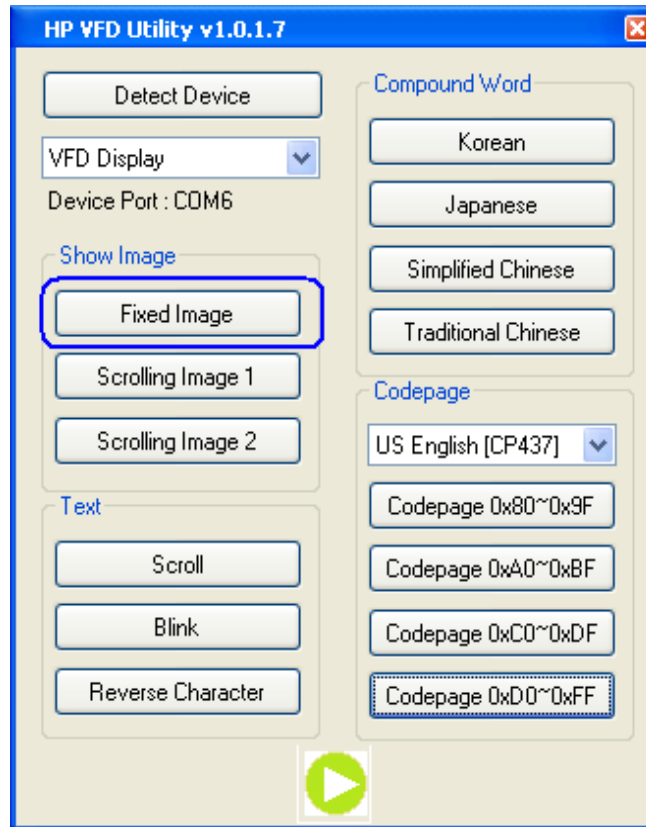 HP VFD Utility v1.0.1.7
Detect Device
VFD Display
Device Port : COM6
Show Image
Fixed Image
Scrolling Image 1
Scrolling Image 2
Text
Scroll
Blink
Reverse Character
Compound Word
Korean
Japanese
Simplified Chinese
Traditional Chinese
Codepage
US English [CP437]
Codepage 0x80~0x9F
Codepage 0xA0~0xBF
Codepage 0xC0~0xDF
Codepage 0xD0~0xFF